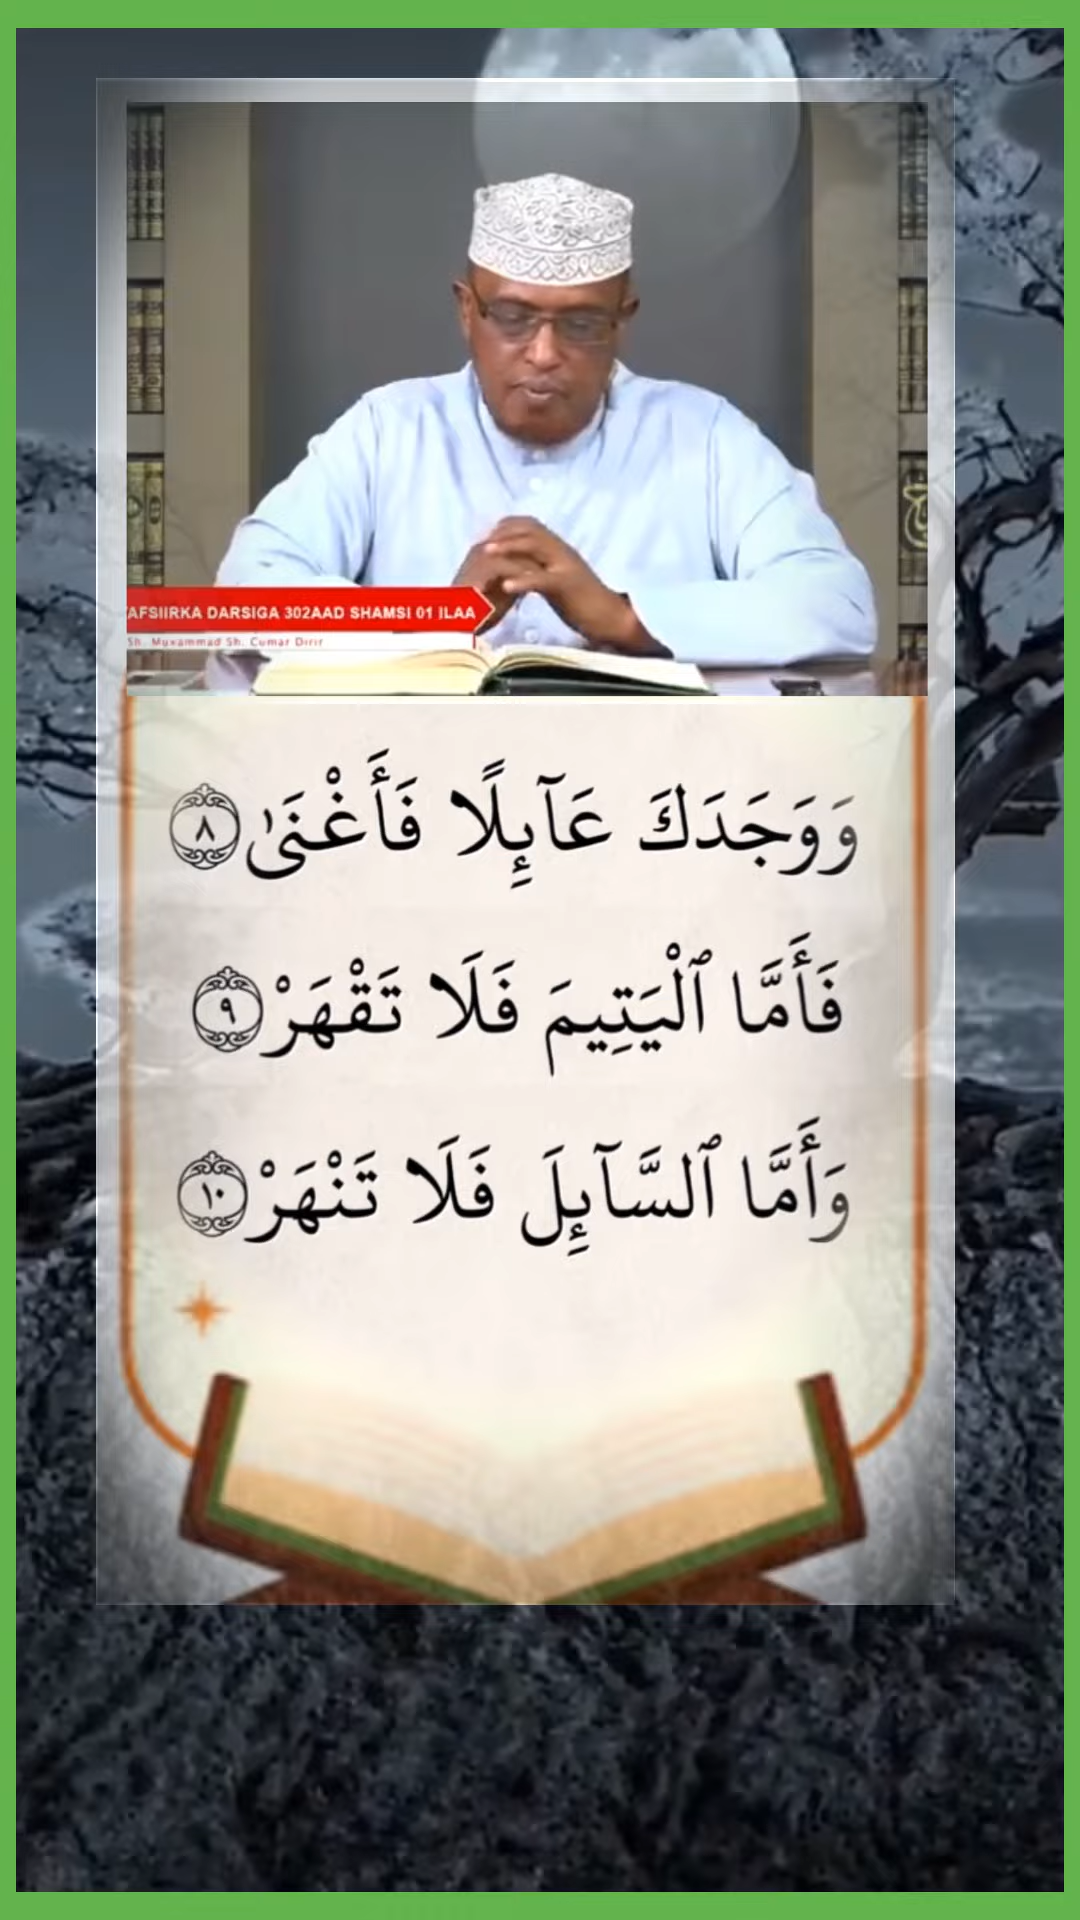 AFSIIRKA DARSIGA 302AAD SHAMSI 01 ILAA
Sh. Muxammad Sh. Cumar Dirir
وَوَجَدَكَ عَآئِلًا فَأَغْنَىٰ ٨
فَأَمَّا ٱلْيَتِيمَ فَلَا تَقْهَرْ ٩
وَأَمَّا ٱلسَّآئِلَ فَلَا تَنْهَرْ ١٠